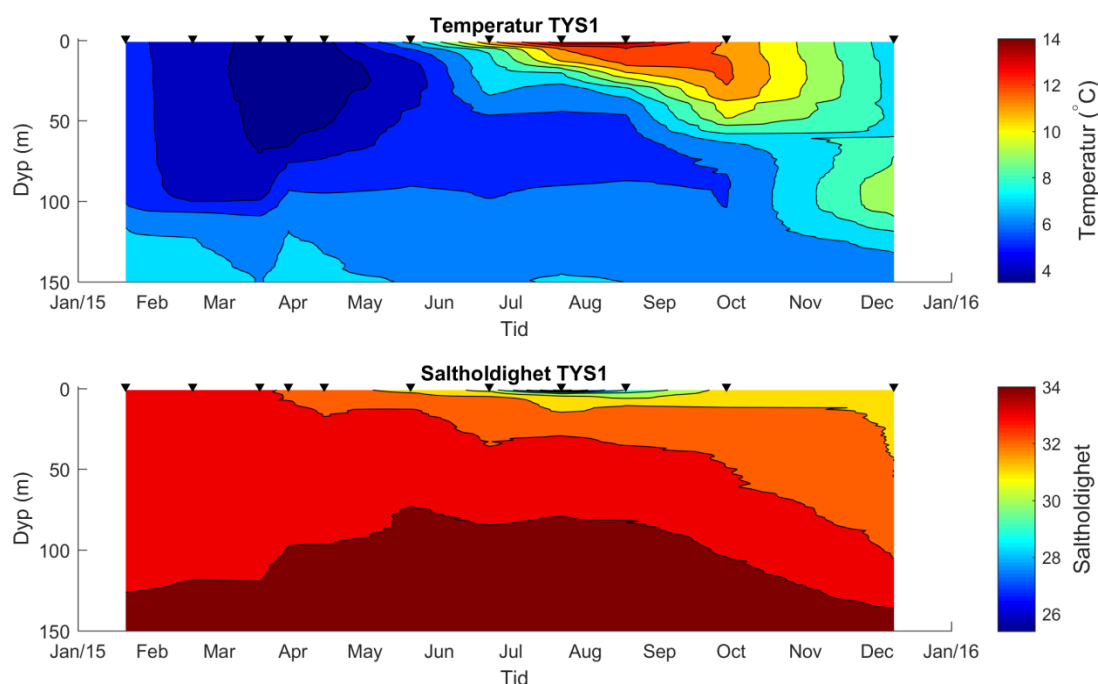 Temperatur TYS1
0
50
100
150
Dyp (m)
Jan/15 Feb Mar Apr May Jun Jul Aug Sep Oct Nov Dec Jan/16
Tid
14
12
10
8
6
4
Temperatur (°C)
Saltholdighet TYS1
0
50
100
150
Dyp (m)
Jan/15 Feb Mar Apr May Jun Jul Aug Sep Oct Nov Dec Jan/16
Tid
34
32
30
28
26
Saltholdighet